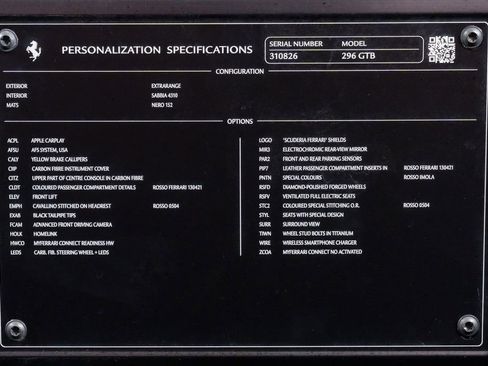 PERSONALIZATION SPECIFICATIONS
SERIAL NUMBER MODEL
310826 296 GTB
CONFIGURATION
EXTERIOR EXTRARANGE
INTERIOR SABBIA 4310
MATS NERO 152
OPTIONS
ACPL APPLE CARPLAY
AFSU AFS SYSTEM, USA
CALY YELLOW BRAKE CALLIPERS
CFIP CARBON FIBRE INSTRUMENT COVER
CITZ UPPER PART OF CENTRE CONSOLE IN CARBON FIBRE
CLDT COLOURED PASSENGER COMPARTMENT DETAILS ROSSO FERRARI 130421
ELEV FRONT LIFT
EMPH CAVALLINO STITCHED ON HEADREST ROSSO 0504
EXAB BLACK TAILPIPE TIPS
FCAM ADVANCED FRONT DRIVING CAMERA
HOLK HOMELINK
HWCO MYFERRARI CONNECT READINESS HW
LEDS CARB. FIB. STEERING WHEEL + LEDS
LOGO "SCUDERIA FERRARI" SHIELDS
MIR3 ELECTROCHROMIC REAR-VIEW MIRROR
PAR2 FRONT AND REAR PARKING SENSORS
PIP7 LEATHER PASSENGER COMPARTMENT INSERTS IN ROSSO FERRARI 130421
PNTN SPECIAL COLOURS ROSSO IMOLA
RSFD DIAMOND-POLISHED FORGED WHEELS
RSFV VENTILATED FULL ELECTRIC SEATS
STC2 COLOURED SPECIAL STITCHING O.R. ROSSO 0504
STYL SEATS WITH SPECIAL DESIGN
SURR SURROUND VIEW
TIWN WHEEL STUD BOLTS IN TITANIUM
WIRE WIRELESS SMARTPHONE CHARGER
ZCOA MYFERRARI CONNECT NO ACTIVATED